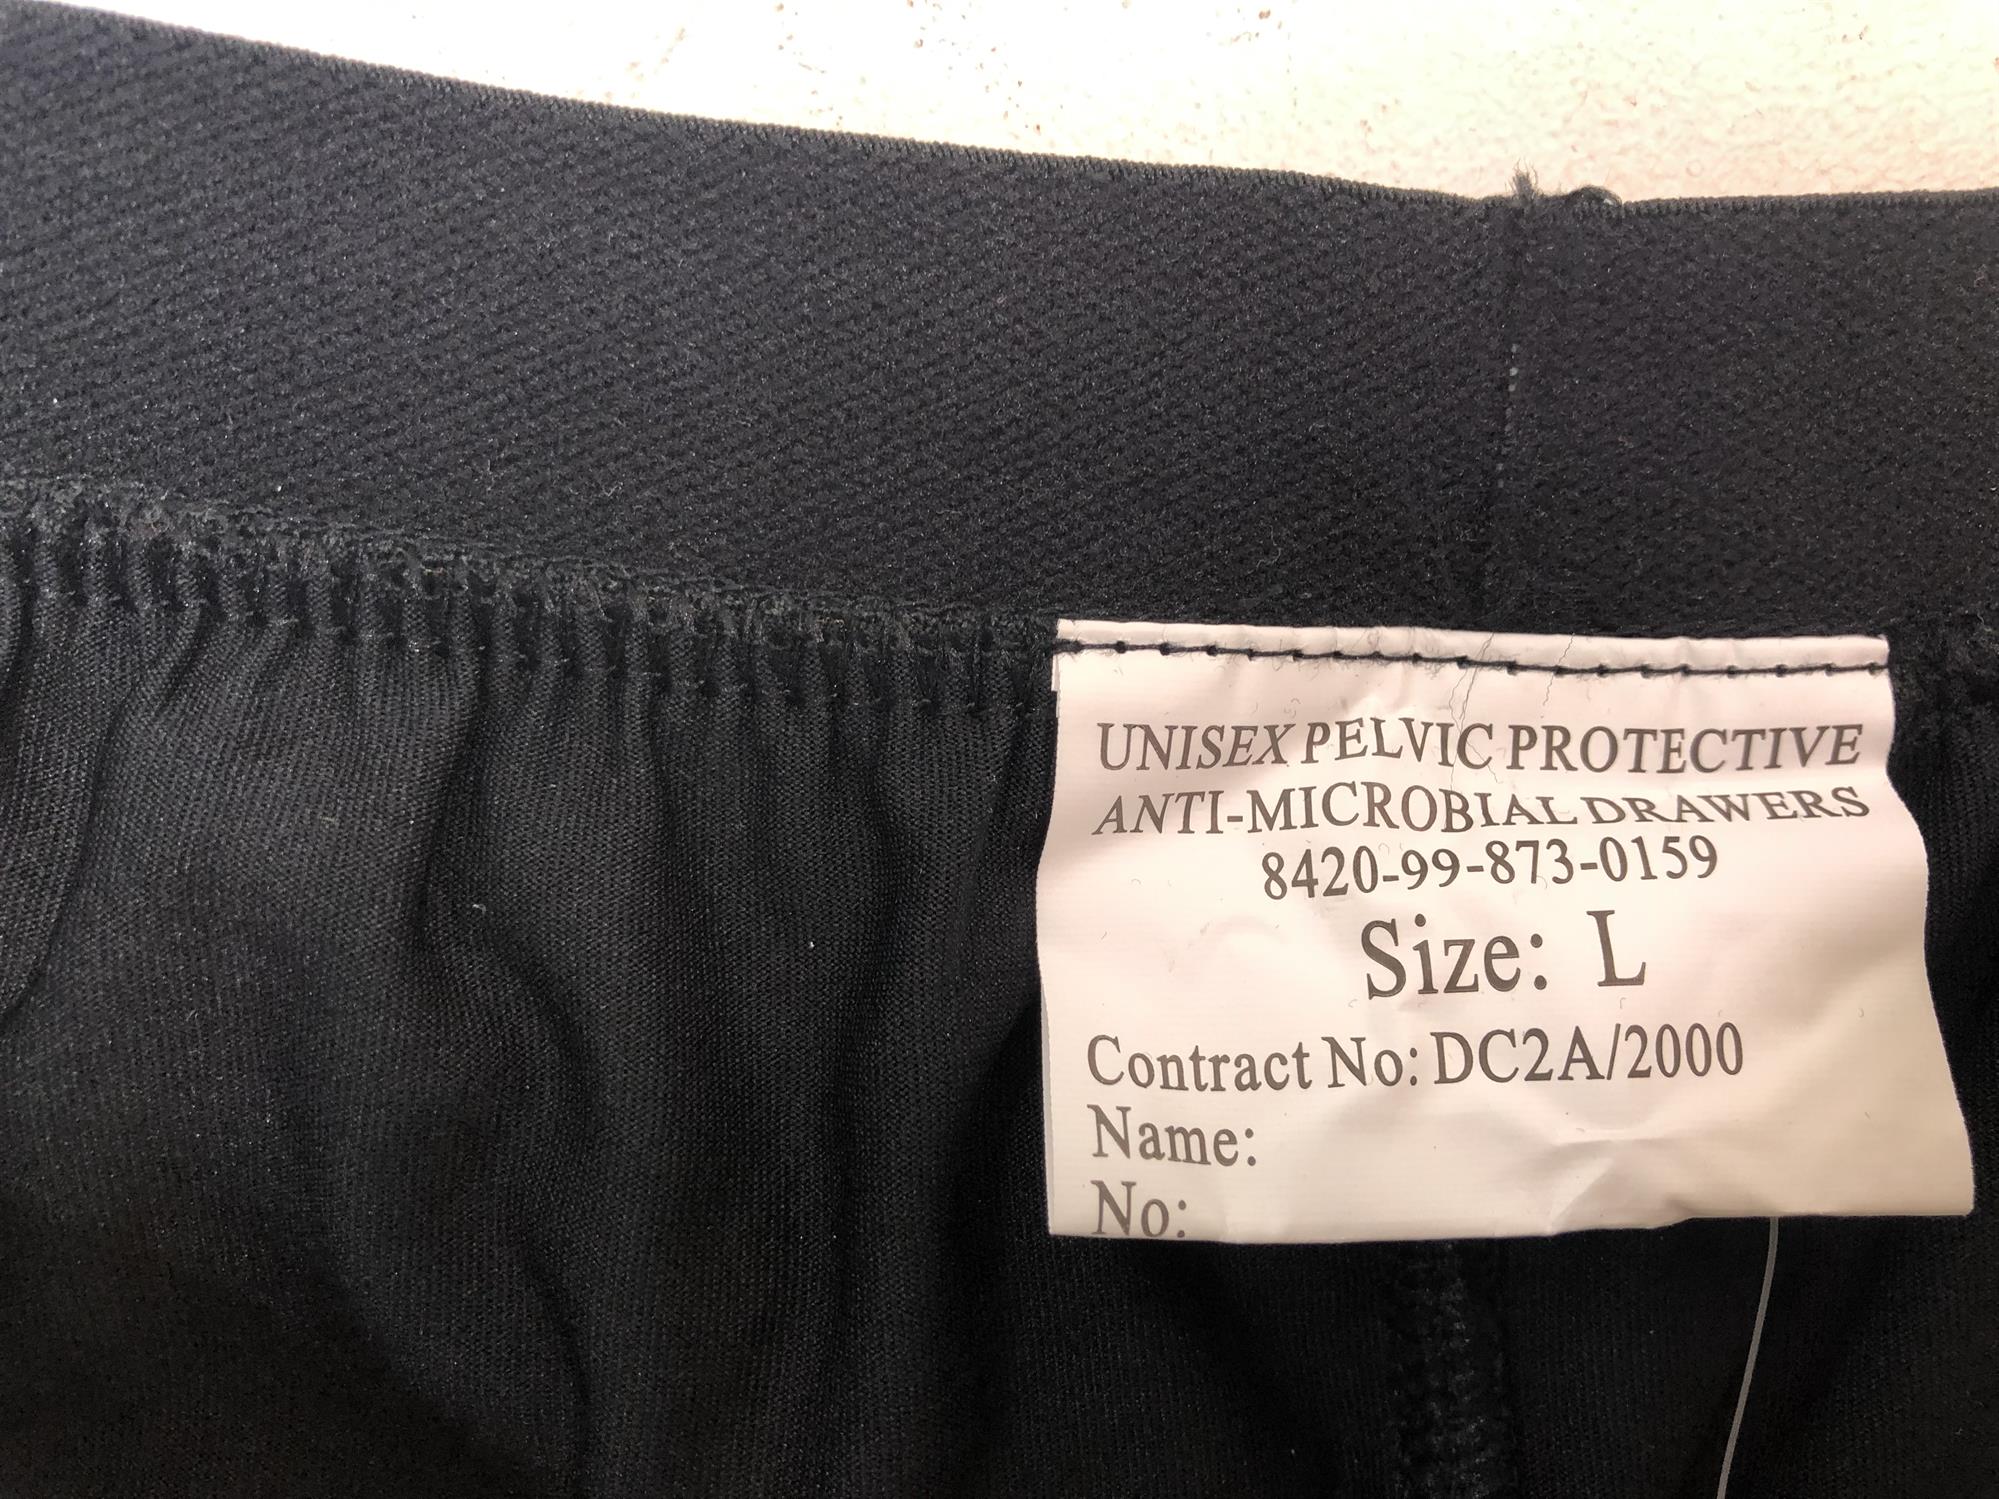 UNISEX PELVIC PROTECTIVE
ANTI-MICROBIAL DRAWERS
8420-99-873-0159
Size: L
Contract No: DC2A/2000
Name:
No: